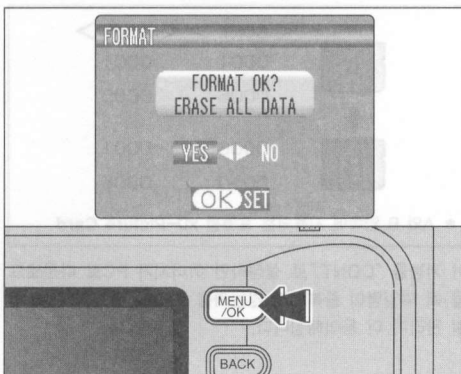 FORMAT
FORMAT OK?
ERASE ALL DATA
YES ◀▶ NO
OK SET
MENU
/OK
BACK